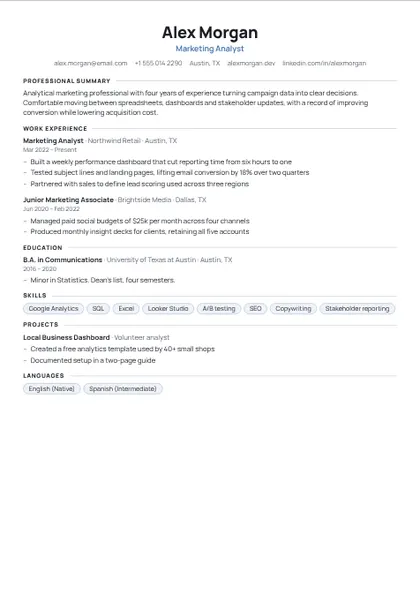 Alex Morgan
Marketing Analyst
alex.morgan@email.com +1 555 014 2290 Austin, TX alexmorgan.dev linkedin.com/in/alexmorgan
PROFESSIONAL SUMMARY
Analytical marketing professional with four years of experience turning campaign data into clear decisions.
Comfortable moving between spreadsheets, dashboards and stakeholder updates, with a record of improving
conversion while lowering acquisition cost.
WORK EXPERIENCE
Marketing Analyst · Northwind Retail · Austin, TX
Mar 2022 – Present
– Built a weekly performance dashboard that cut reporting time from six hours to one
– Tested subject lines and landing pages, lifting email conversion by 18% over two quarters
– Partnered with sales to define lead scoring used across three regions
Junior Marketing Associate · Brightside Media · Dallas, TX
Jun 2020 – Feb 2022
– Managed paid social budgets of $25k per month across four channels
– Produced monthly insight decks for clients, retaining all five accounts
EDUCATION
B.A. in Communications · University of Texas at Austin · Austin, TX
2016 – 2020
– Minor in Statistics. Dean's list, four semesters.
SKILLS
Google Analytics SQL Excel Looker Studio A/B testing SEO Copywriting Stakeholder reporting
PROJECTS
Local Business Dashboard · Volunteer analyst
– Created a free analytics template used by 40+ small shops
– Documented setup in a two-page guide
LANGUAGES
English (Native) Spanish (Intermediate)